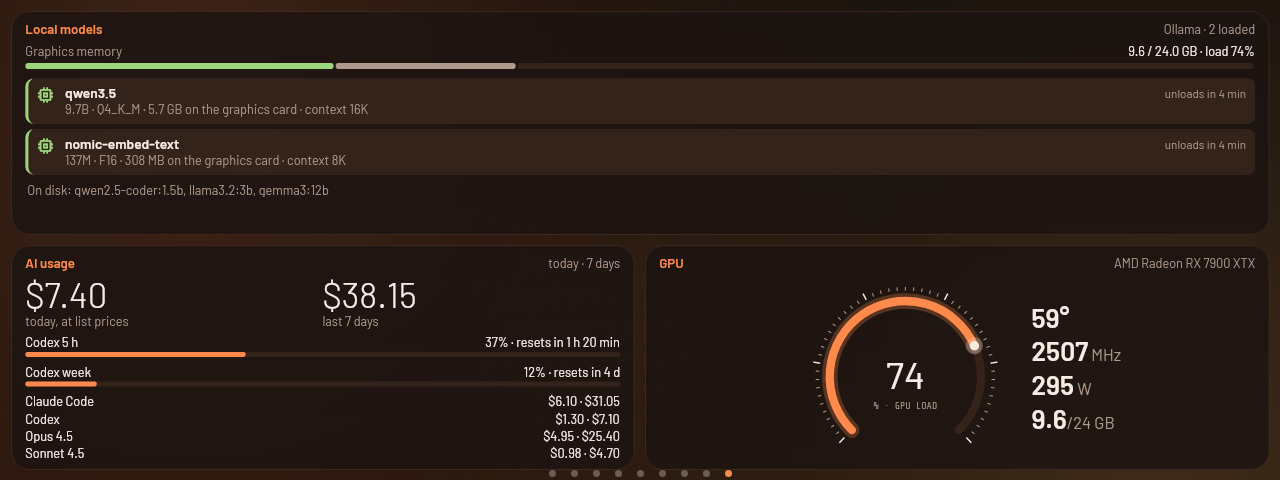 Local models
Ollama · 2 loaded
Graphics memory
9.6 / 24.0 GB · load 74%
qwen3.5
unloads in 4 min
9.7B · Q4_K_M · 5.7 GB on the graphics card · context 16K
nomic-embed-text
unloads in 4 min
137M · F16 · 308 MB on the graphics card · context 8K
On disk: qwen2.5-coder:1.5b, llama3.2:3b, gemma3:12b
AI usage
today · 7 days
$7.40
$38.15
today, at list prices
last 7 days
Codex 5 h
37% · resets in 1 h 20 min
Codex week
12% · resets in 4 d
Claude Code
$6.10 · $31.05
Codex
$1.30 · $7.10
Opus 4.5
$4.95 · $25.40
Sonnet 4.5
$0.98 · $4.70
GPU
AMD Radeon RX 7900 XTX
74
% · GPU LOAD
59°
2507 MHz
295 W
9.6/24 GB